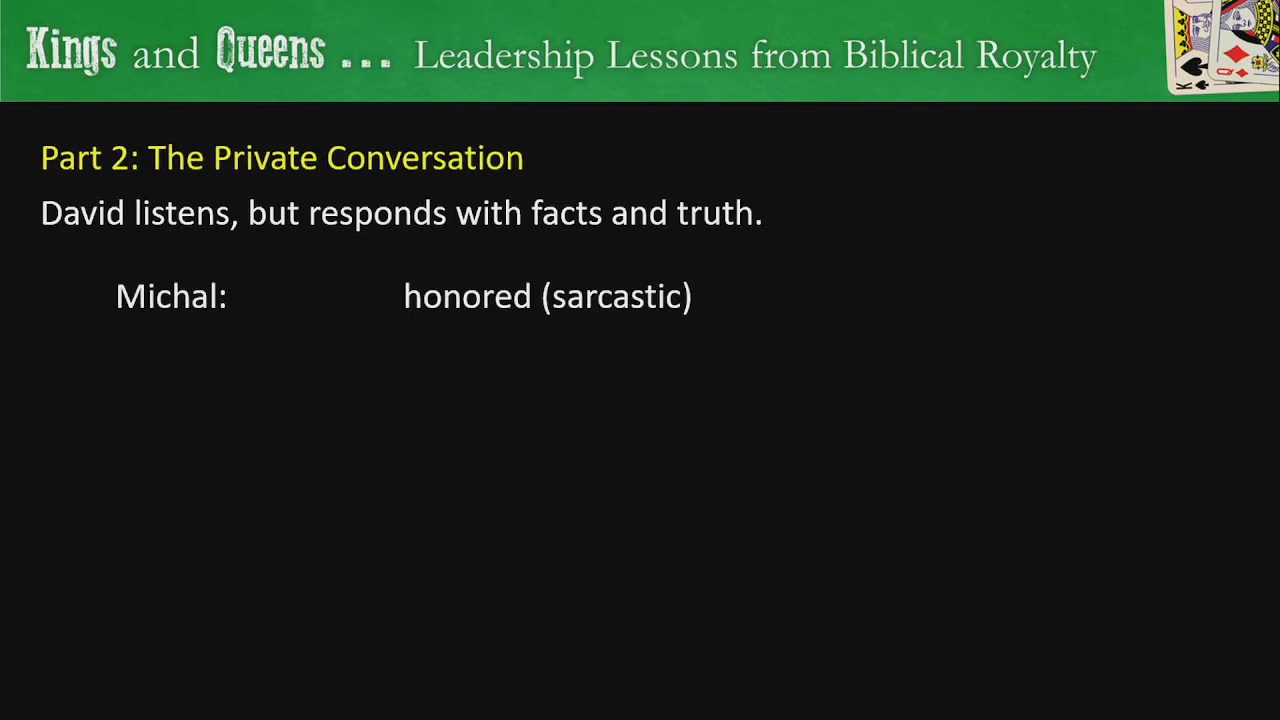 Kings and Queens ... Leadership Lessons from Biblical Royalty
K
Q
Part 2: The Private Conversation
David listens, but responds with facts and truth.
Michal: honored (sarcastic)